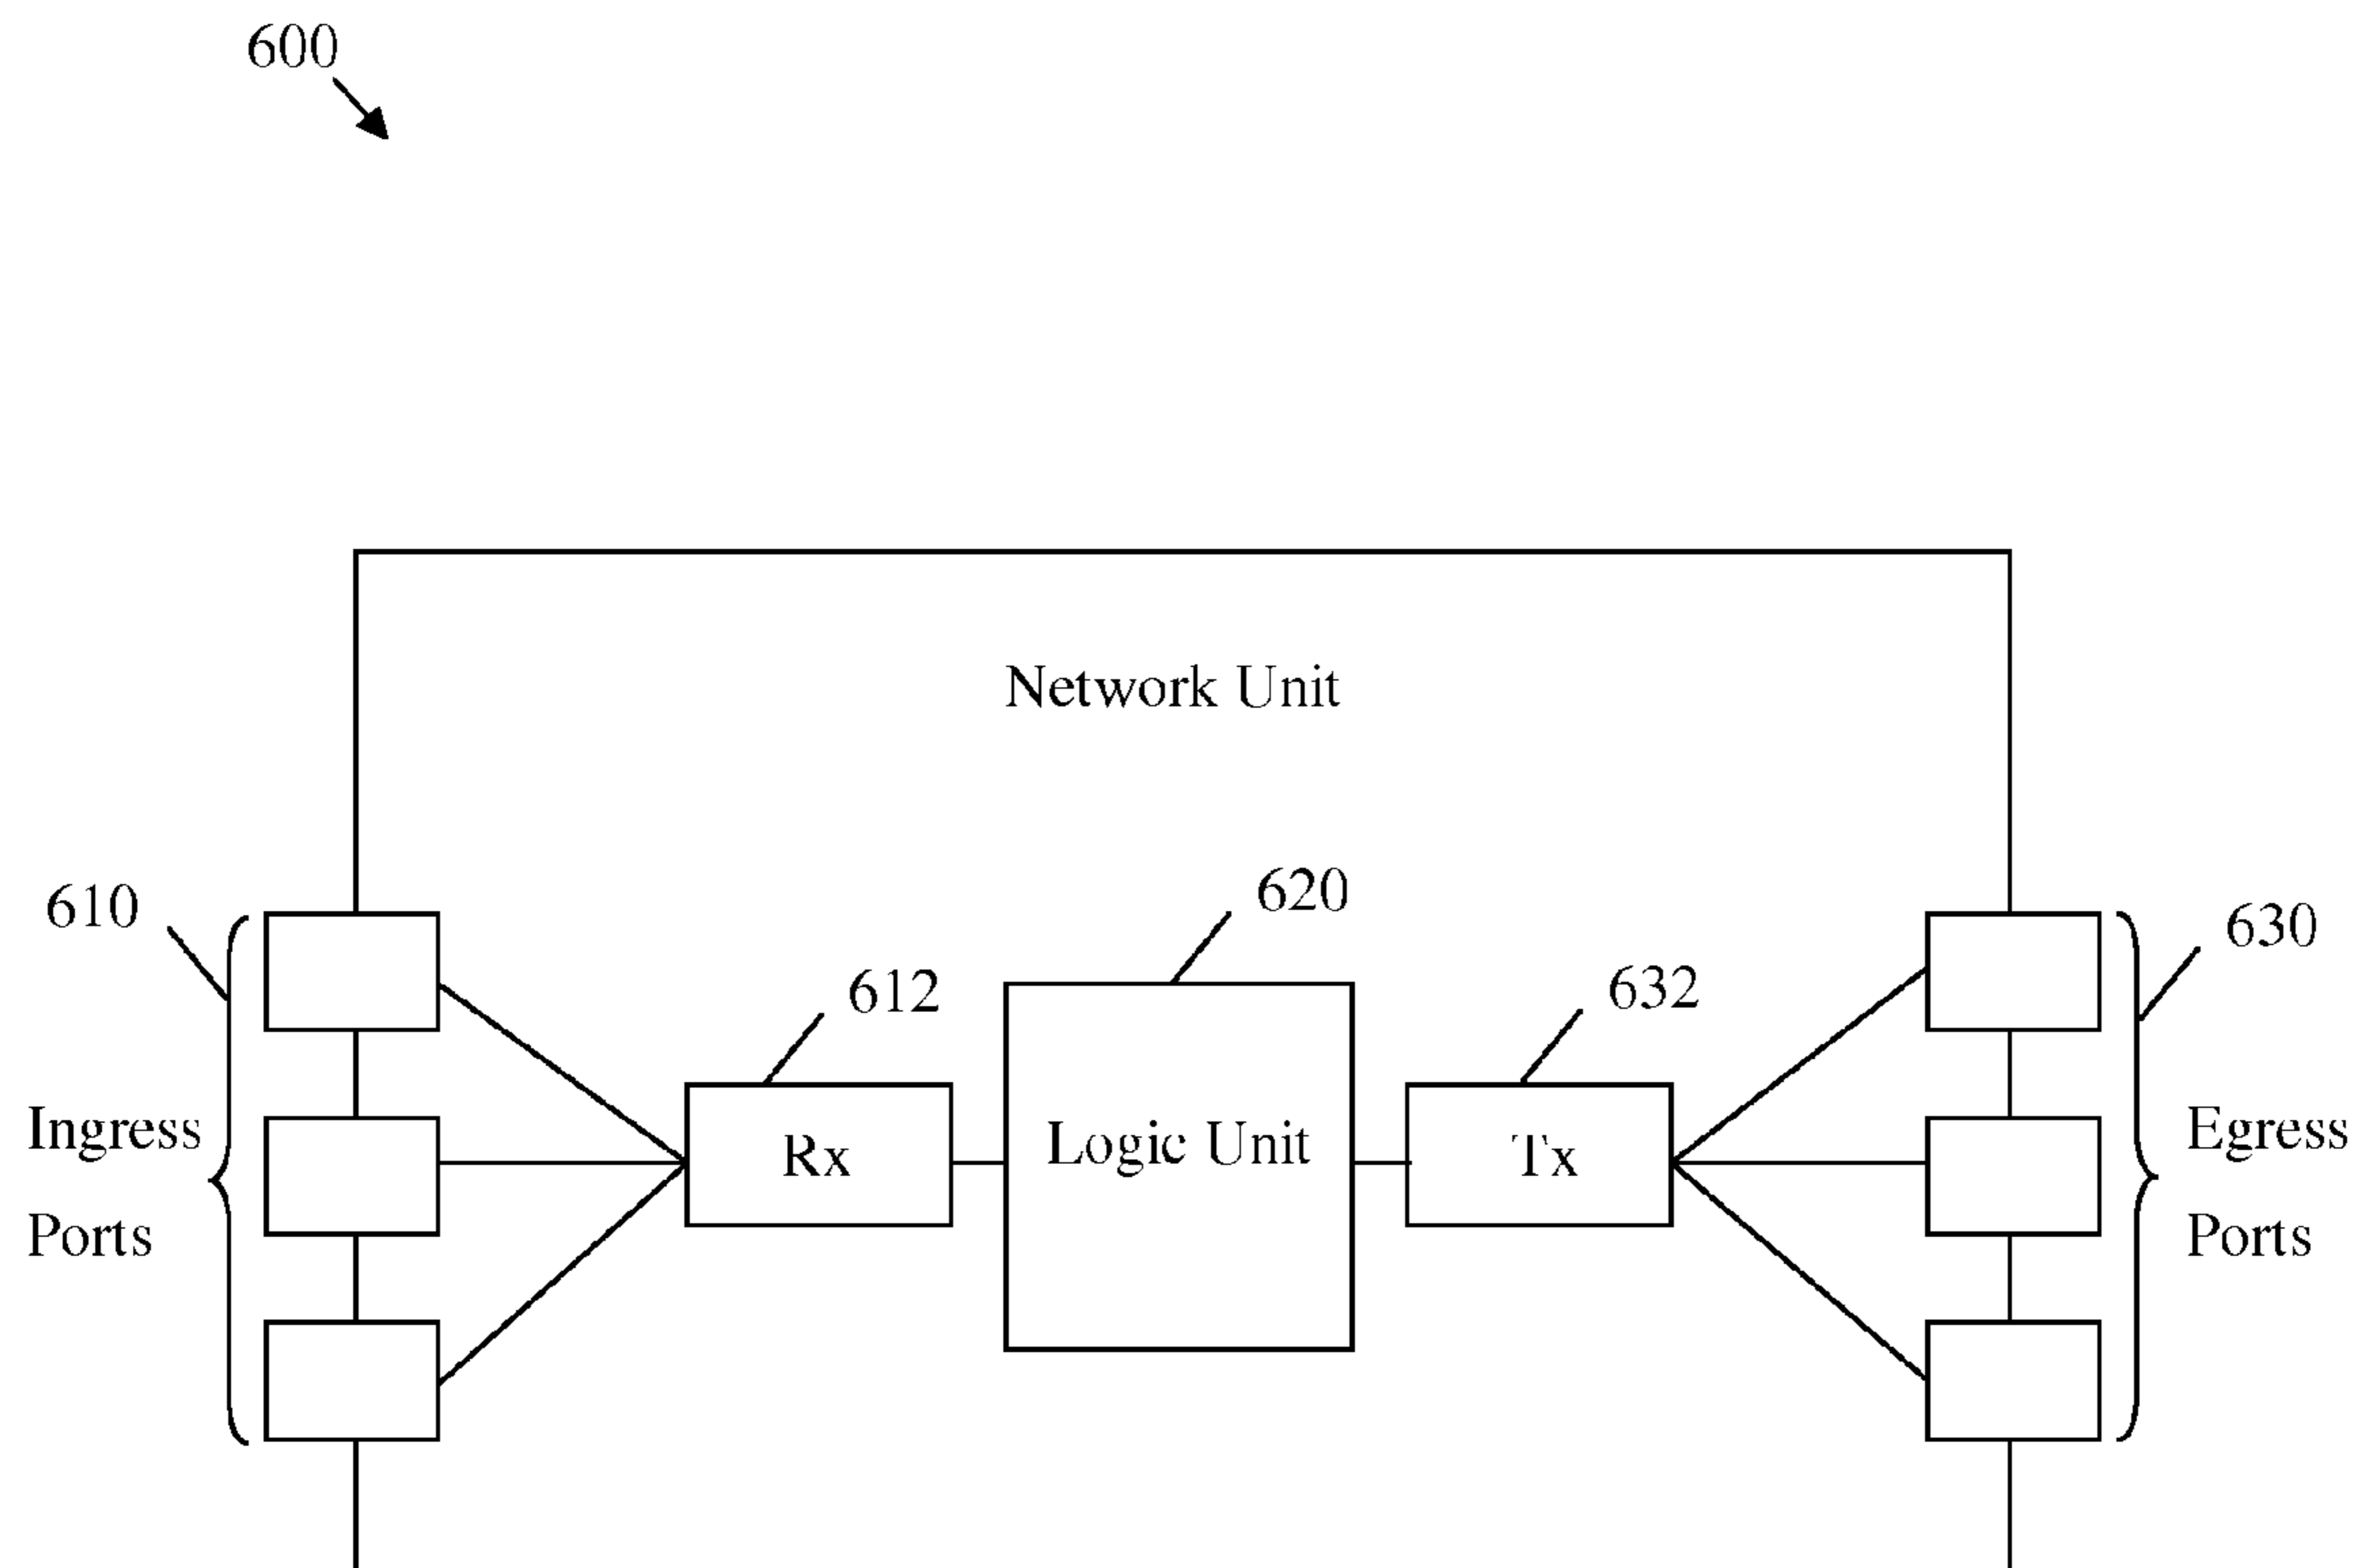 600
Network Unit
610
620
630
612
632
Ingress
Ports
Rx
Logic Unit
Tx
Egress
Ports